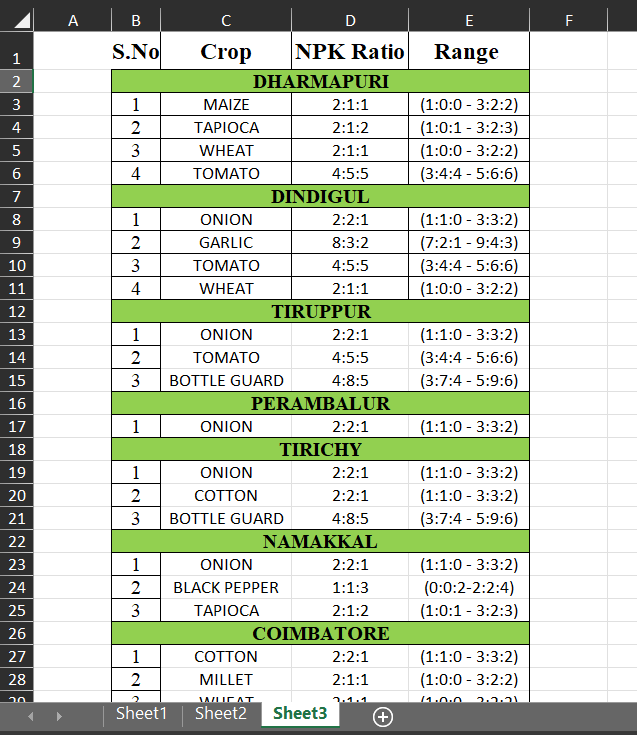 A B C D E F
1 S.No Crop NPK Ratio Range
2 DHARMAPURI
3 1 MAIZE 2:1:1 (1:0:0 - 3:2:2)
4 2 TAPIOCA 2:1:2 (1:0:1 - 3:2:3)
5 3 WHEAT 2:1:1 (1:0:0 - 3:2:2)
6 4 TOMATO 4:5:5 (3:4:4 - 5:6:6)
7 DINDIGUL
8 1 ONION 2:2:1 (1:1:0 - 3:3:2)
9 2 GARLIC 8:3:2 (7:2:1 - 9:4:3)
10 3 TOMATO 4:5:5 (3:4:4 - 5:6:6)
11 4 WHEAT 2:1:1 (1:0:0 - 3:2:2)
12 TIRUPPUR
13 1 ONION 2:2:1 (1:1:0 - 3:3:2)
14 2 TOMATO 4:5:5 (3:4:4 - 5:6:6)
15 3 BOTTLE GUARD 4:8:5 (3:7:4 - 5:9:6)
16 PERAMBALUR
17 1 ONION 2:2:1 (1:1:0 - 3:3:2)
18 TIRICHY
19 1 ONION 2:2:1 (1:1:0 - 3:3:2)
20 2 COTTON 2:2:1 (1:1:0 - 3:3:2)
21 3 BOTTLE GUARD 4:8:5 (3:7:4 - 5:9:6)
22 NAMAKKAL
23 1 ONION 2:2:1 (1:1:0 - 3:3:2)
24 2 BLACK PEPPER 1:1:3 (0:0:2-2:2:4)
25 3 TAPIOCA 2:1:2 (1:0:1 - 3:2:3)
26 COIMBATORE
27 1 COTTON 2:2:1 (1:1:0 - 3:3:2)
28 2 MILLET 2:1:1 (1:0:0 - 3:2:2)
29 3 WHEAT 2:1:1 (1:0:0 - 3:2:2)
Sheet1 Sheet2 Sheet3